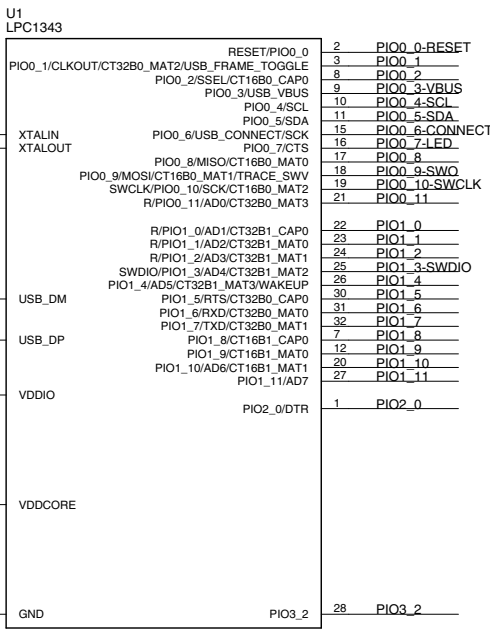 U1
LPC1343
RESET/PIO0_0 2 PIO0_0-RESET
PIO0_1/CLKOUT/CT32B0_MAT2/USB_FRAME_TOGGLE 3 PIO0_1
PIO0_2/SSEL/CT16B0_CAP0 8 PIO0_2
PIO0_3/USB_VBUS 9 PIO0_3-VBUS
PIO0_4/SCL 10 PIO0_4-SCL
PIO0_5/SDA 11 PIO0_5-SDA
XTALIN PIO0_6/USB_CONNECT/SCK 15 PIO0_6-CONNECT
XTALOUT PIO0_7/CTS 16 PIO0_7-LED
PIO0_8/MISO/CT16B0_MAT0 17 PIO0_8
PIO0_9/MOSI/CT16B0_MAT1/TRACE_SWV 18 PIO0_9-SWO
SWCLK/PIO0_10/SCK/CT16B0_MAT2 19 PIO0_10-SWCLK
R/PIO0_11/AD0/CT32B0_MAT3 21 PIO0_11
R/PIO1_0/AD1/CT32B1_CAP0 22 PIO1_0
R/PIO1_1/AD2/CT32B1_MAT0 23 PIO1_1
R/PIO1_2/AD3/CT32B1_MAT1 24 PIO1_2
SWDIO/PIO1_3/AD4/CT32B1_MAT2 25 PIO1_3-SWDIO
PIO1_4/AD5/CT32B1_MAT3/WAKEUP 26 PIO1_4
USB_DM PIO1_5/RTS/CT32B0_CAP0 30 PIO1_5
PIO1_6/RXD/CT32B0_MAT0 31 PIO1_6
PIO1_7/TXD/CT32B0_MAT1 32 PIO1_7
USB_DP PIO1_8/CT16B1_CAP0 7 PIO1_8
PIO1_9/CT16B1_MAT0 12 PIO1_9
PIO1_10/AD6/CT16B1_MAT1 20 PIO1_10
PIO1_11/AD7 27 PIO1_11
VDDIO
PIO2_0/DTR 1 PIO2_0
VDDCORE
GND PIO3_2 28 PIO3_2